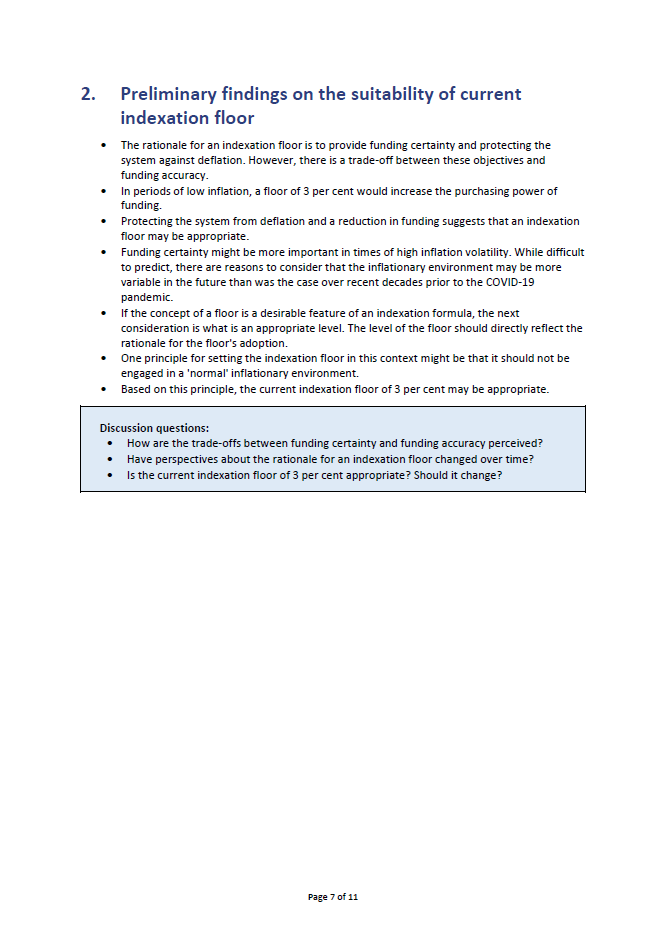 2. Preliminary findings on the suitability of current
indexation floor
• The rationale for an indexation floor is to provide funding certainty and protecting the
system against deflation. However, there is a trade-off between these objectives and
funding accuracy.
• In periods of low inflation, a floor of 3 per cent would increase the purchasing power of
funding.
• Protecting the system from deflation and a reduction in funding suggests that an indexation
floor may be appropriate.
• Funding certainty might be more important in times of high inflation volatility. While difficult
to predict, there are reasons to consider that the inflationary environment may be more
variable in the future than was the case over recent decades prior to the COVID-19
pandemic.
• If the concept of a floor is a desirable feature of an indexation formula, the next
consideration is what is an appropriate level. The level of the floor should directly reflect the
rationale for the floor's adoption.
• One principle for setting the indexation floor in this context might be that it should not be
engaged in a 'normal' inflationary environment.
• Based on this principle, the current indexation floor of 3 per cent may be appropriate.
Discussion questions:
• How are the trade-offs between funding certainty and funding accuracy perceived?
• Have perspectives about the rationale for an indexation floor changed over time?
• Is the current indexation floor of 3 per cent appropriate? Should it change?
Page 7 of 11